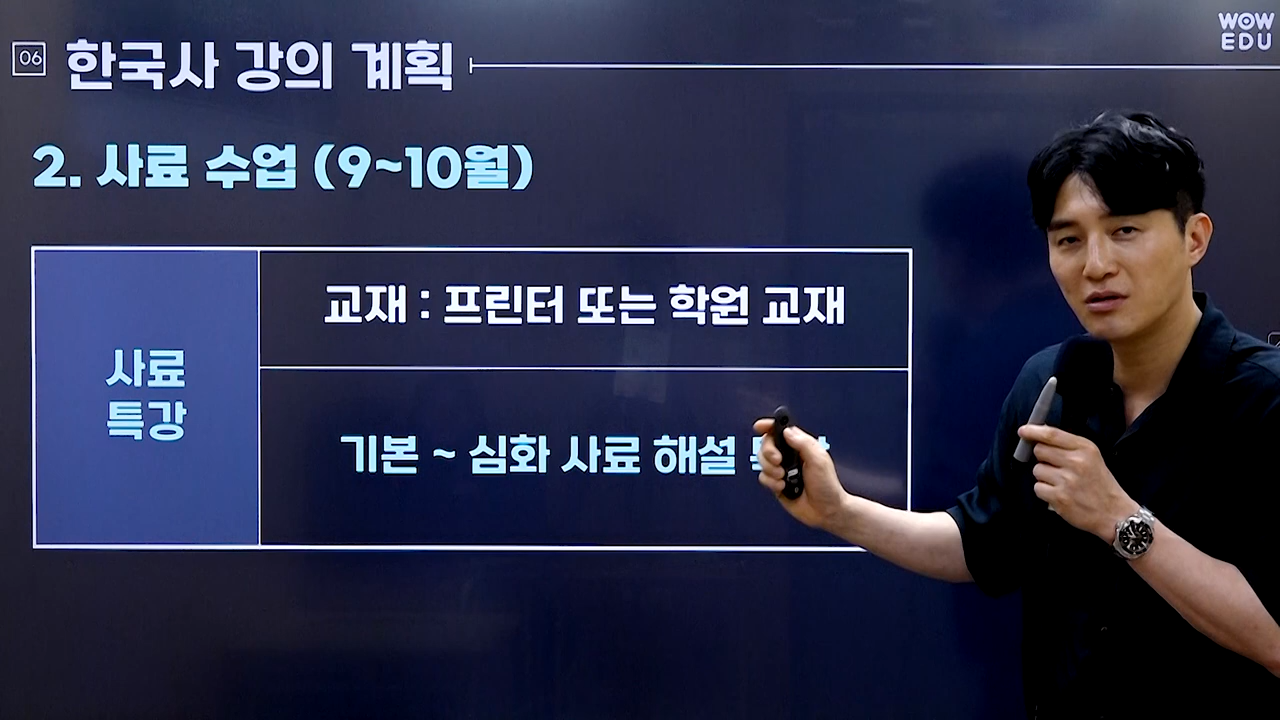 WOW
EDU
06 한국사 강의 계획
2. 사료 수업 (9~10월)
사료
특강
교재 : 프린터 또는 학원 교재
기본 ~ 심화 사료 해설